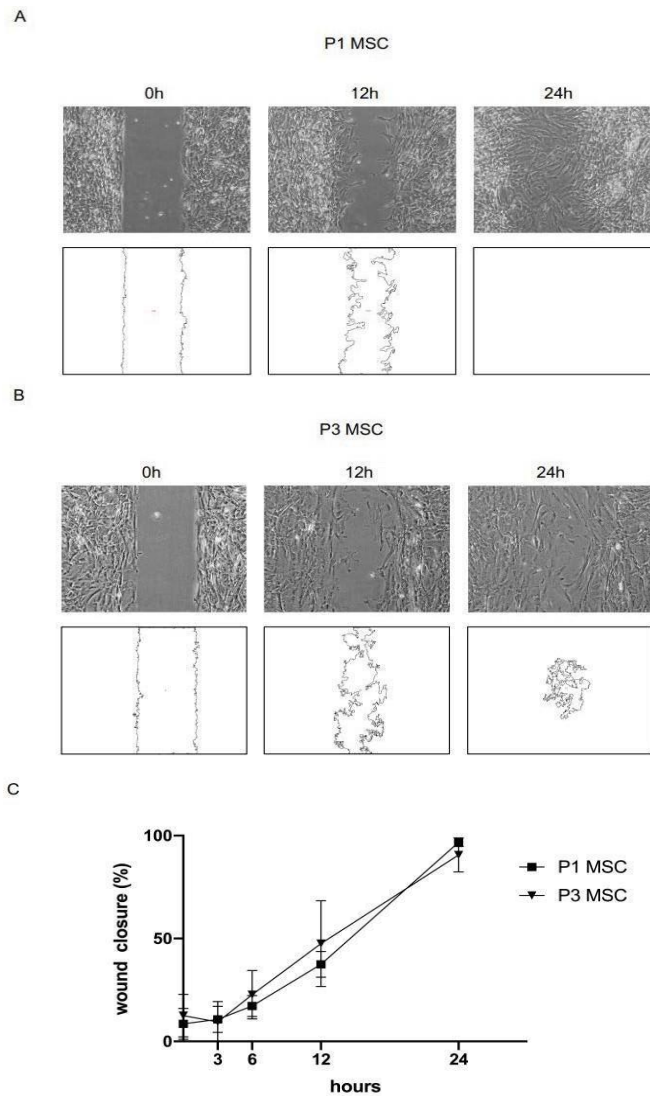 A
P1 MSC
0h 12h 24h
B
P3 MSC
0h 12h 24h
C
100
50
0
wound closure (%)
3 6 12 24
hours
P1 MSC
P3 MSC